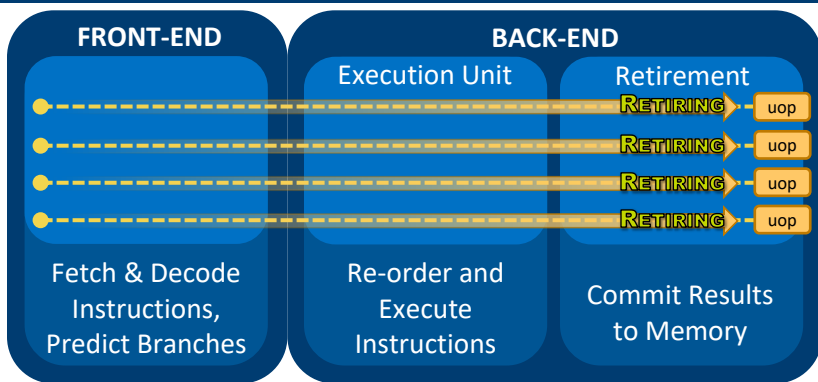 FRONT-END
BACK-END
Execution Unit
Retirement
RETIRING
uop
RETIRING
uop
RETIRING
uop
RETIRING
uop
Fetch & Decode
Instructions,
Predict Branches
Re-order and
Execute
Instructions
Commit Results
to Memory